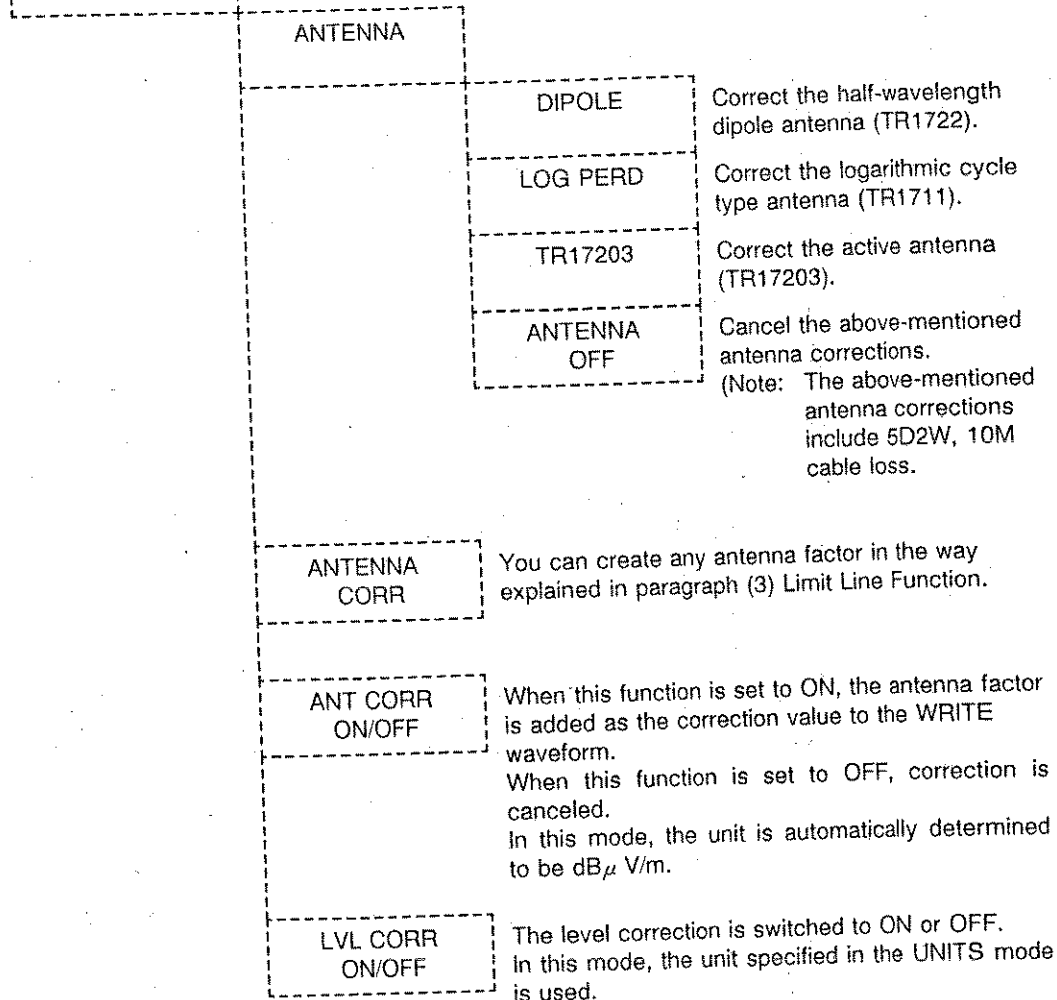 ANTENNA
DIPOLE
Correct the half-wavelength
dipole antenna (TR1722).
LOG PERD
Correct the logarithmic cycle
type antenna (TR1711).
TR17203
Correct the active antenna
(TR17203).
ANTENNA
OFF
Cancel the above-mentioned
antenna corrections.
(Note: The above-mentioned
antenna corrections
include 5D2W, 10M
cable loss.
ANTENNA
CORR
You can create any antenna factor in the way
explained in paragraph (3) Limit Line Function.
ANT CORR
ON/OFF
When this function is set to ON, the antenna factor
is added as the correction value to the WRITE
waveform.
When this function is set to OFF, correction is
canceled.
In this mode, the unit is automatically determined
to be dBμ V/m.
LVL CORR
ON/OFF
The level correction is switched to ON or OFF.
In this mode, the unit specified in the UNITS mode
is used.